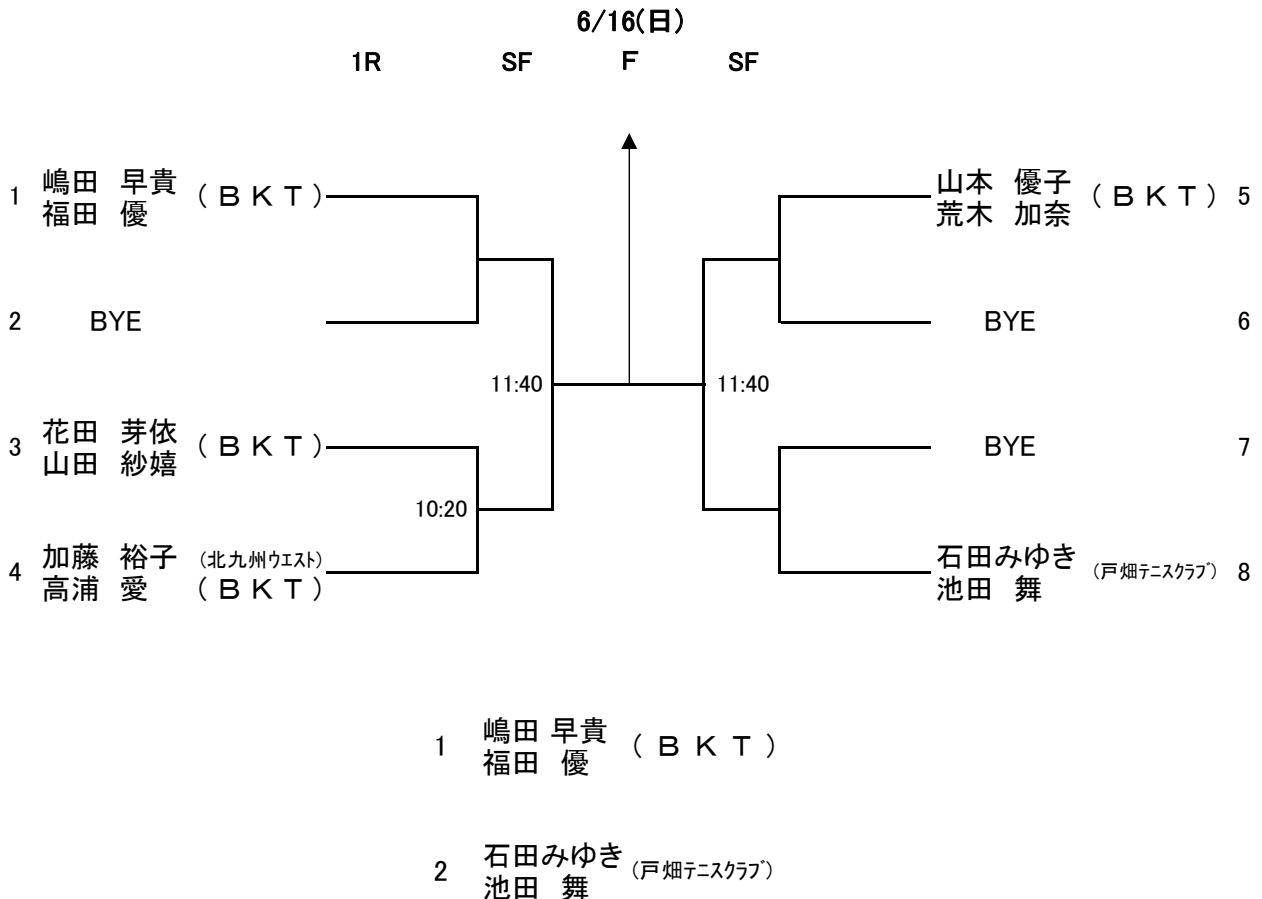 6/16(日)
1R SF F SF
1 嶋田 早貴 福田 優 (BKT)
山本 優子 荒木 加奈 (BKT) 5
2 BYE
BYE 6
11:40 11:40
3 花田 芽依 山田 紗嬉 (BKT)
BYE 7
10:20
4 加藤 裕子 (北九州ウエスト)
高浦 愛 (BKT)
石田みゆき 池田 舞 (戸畑テニスクラブ) 8
1 嶋田 早貴 福田 優 (BKT)
2 石田みゆき 池田 舞 (戸畑テニスクラブ)